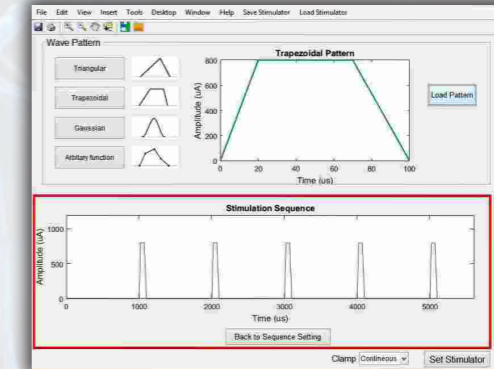 File Edit View Insert Tools Desktop Window Help Save Stimulator Load Stimulator
Wave Pattern
Triangular
Trapezoidal
Gaussian
Arbitary function
Trapezoidal Pattern
Amplitude (uA)
800
600
400
200
0
0 20 40 60 80 100
Time (us)
Load Pattern
Stimulation Sequence
Amplitude (uA)
1000
500
0
0 1000 2000 3000 4000 5000
Time (us)
Back to Sequence Setting
Clamp Contineous Set Stimulator